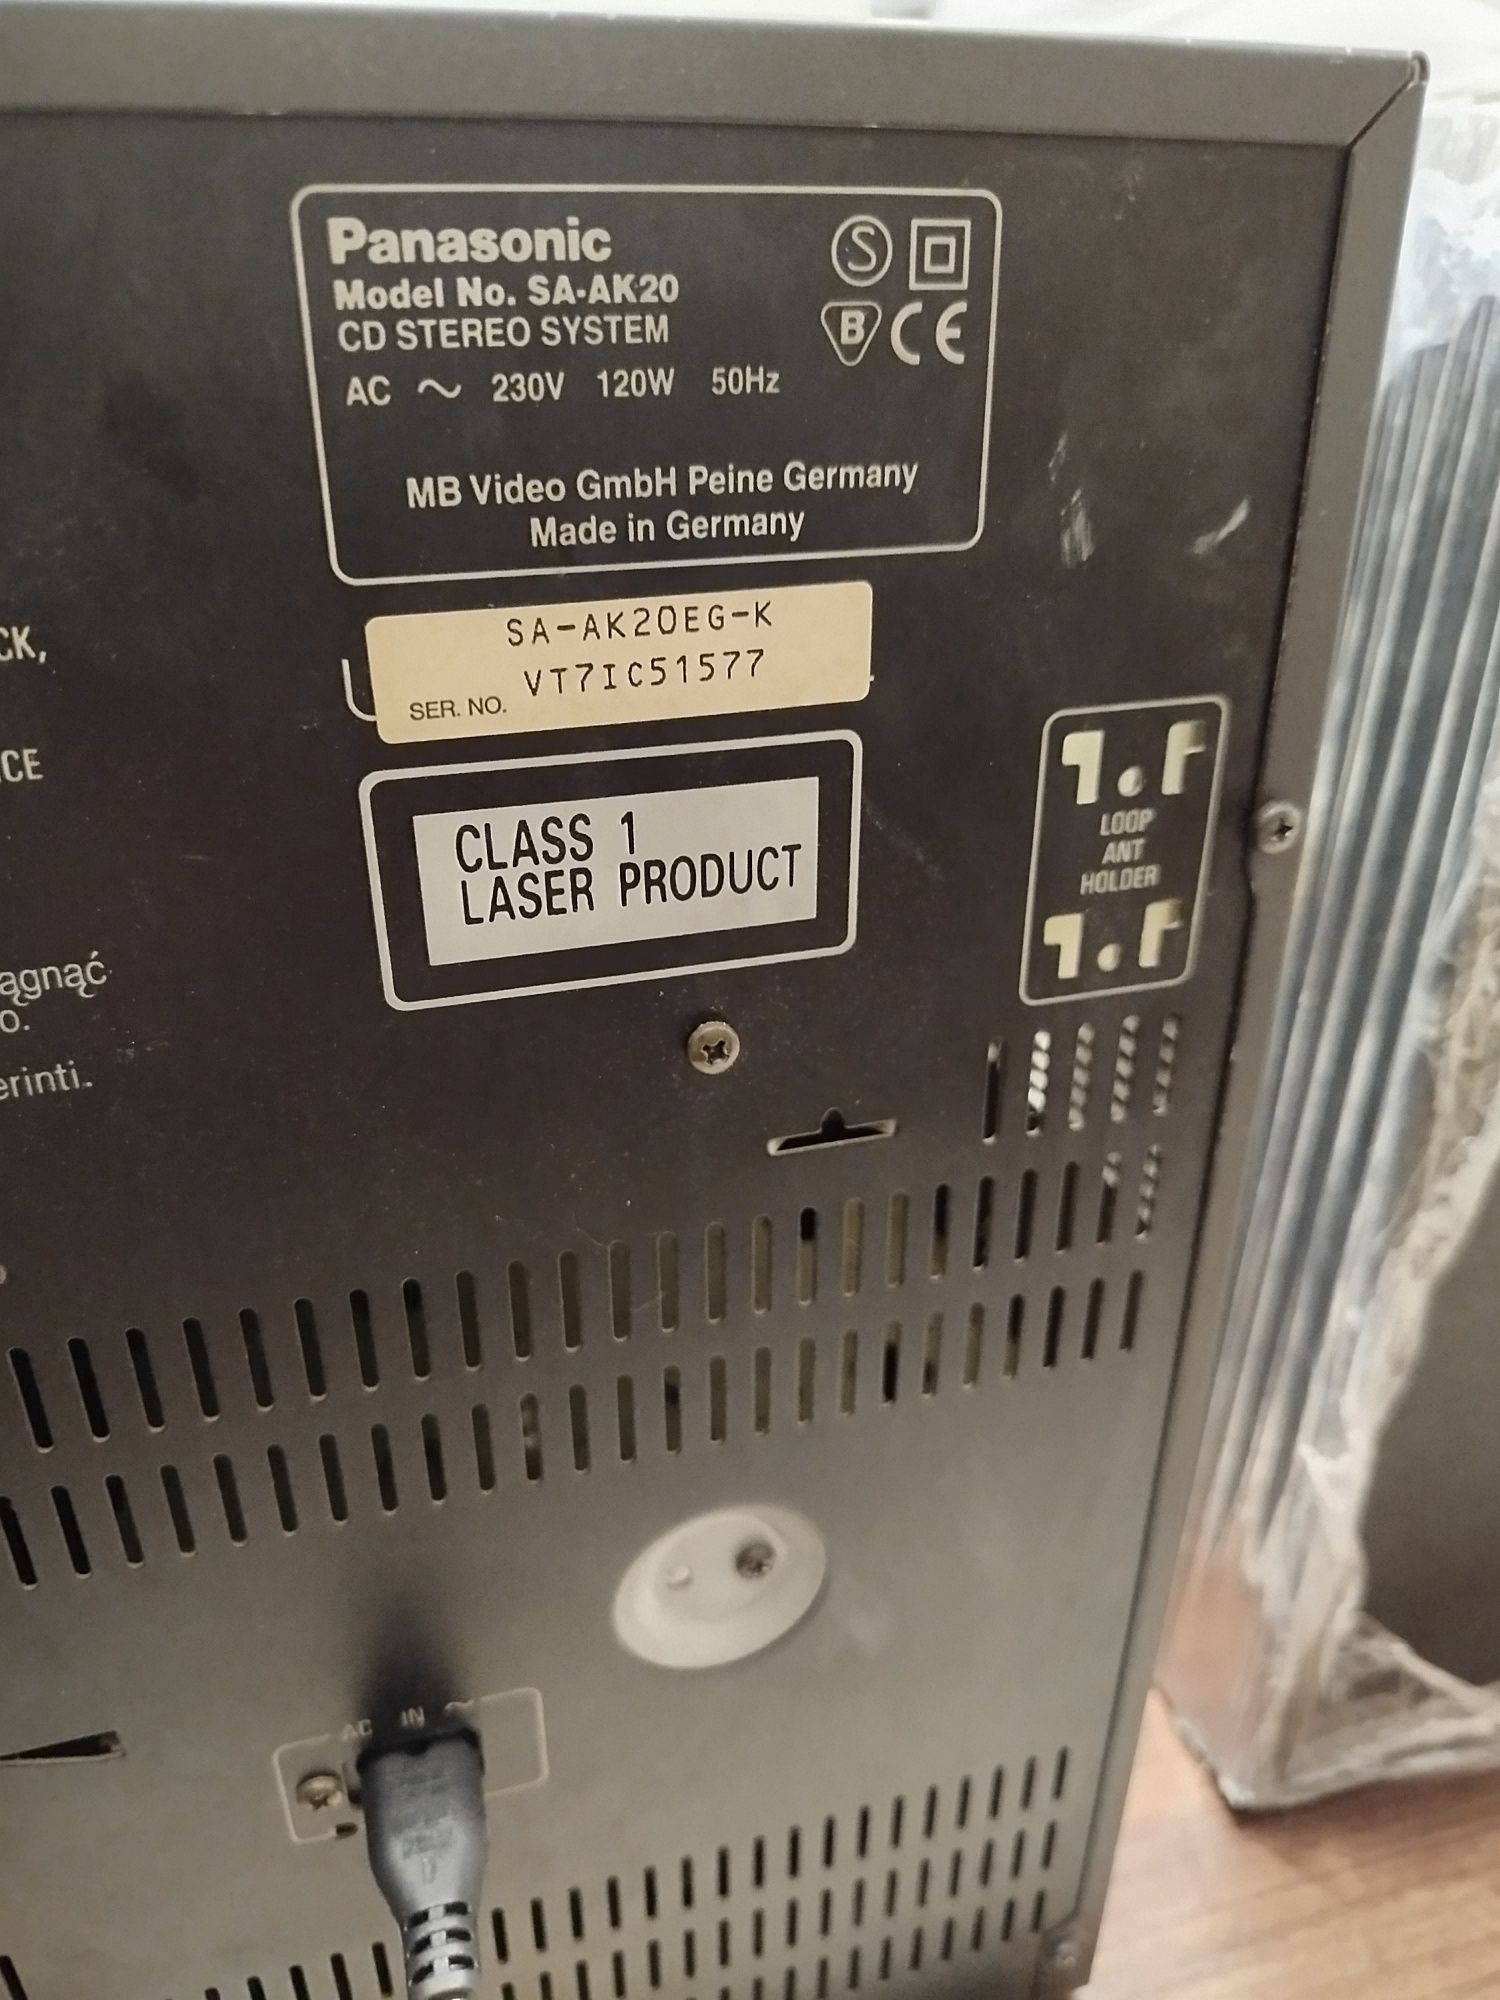 Panasonic
Model No. SA-AK20
CD STEREO SYSTEM
AC ~ 230V 120W 50Hz
S
B CE
MB Video GmbH Peine Germany
Made in Germany
CK,
SA-AK20EG-K
SER. NO. VT7IC51577
CE
CLASS 1
LASER PRODUCT
LOOP
ANT
HOLDER
ągnąć
o.
erinti.
AC IN ~